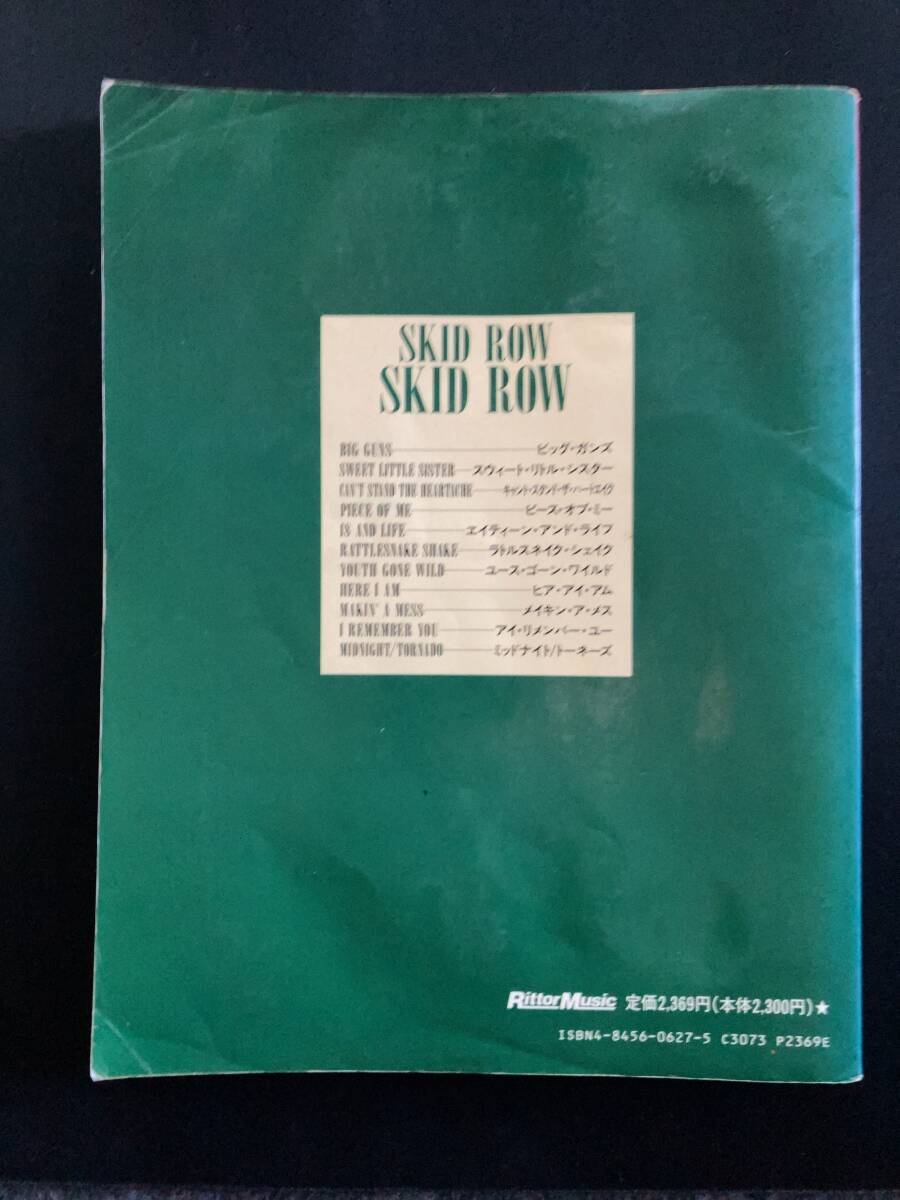 SKID ROW
SKID ROW
BIG GUNS ビッグ・ガンズ
SWEET LITTLE SISTER スウィート・リトル・シスター
CAN'T STAND THE HEARTACHE キャント・スタンド・ザ・ハートエイク
PIECE OF ME ピース・オブ・ミー
18 AND LIFE エイティーン・アンド・ライフ
RATTLESNAKE SHAKE ラトルスネイク・シェイク
YOUTH GONE WILD ユース・ゴーン・ワイルド
HERE I AM ヒア・アイ・アム
MAKIN' A MESS メイキン・ア・メス
I REMEMBER YOU アイ・リメンバー・ユー
MIDNIGHT/TORNADO ミッドナイト/トーネーズ
RittorMusic 定価2,369円(本体2,300円)★
ISBN4-8456-0627-5 C3073 P2369E